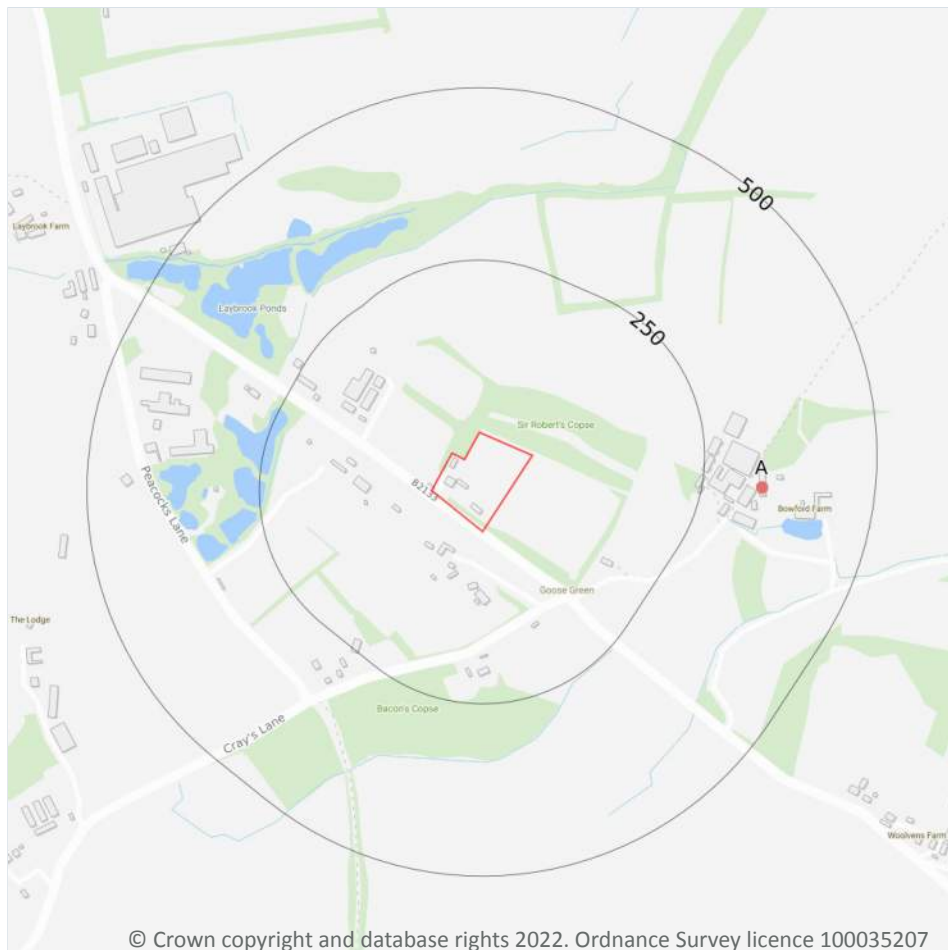 500
Laybrook Farm
Laybrook Ponds
250
Sir Robert's Copse
A
B2133
Peacocks Lane
Bowford Farm
Goose Green
The Lodge
Bacon's Copse
Cray's Lane
Woolvens Farm
© Crown copyright and database rights 2022. Ordnance Survey licence 100035207